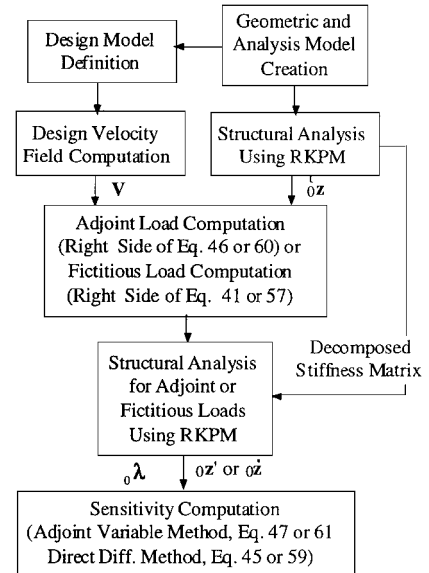 Geometric and
Analysis Model
Creation
Design Model
Definition
Design Velocity
Field Computation
Structural Analysis
Using RKPM
V
t0z
Adjoint Load Computation
(Right Side of Eq. 46 or 60) or
Fictitious Load Computation
(Right Side of Eq. 41 or 57)
Structural Analysis
for Adjoint or
Fictitious Loads
Using RKPM
Decomposed
Stiffness Matrix
0λ
0z' or 0ż
Sensitivity Computation
(Adjoint Variable Method, Eq. 47 or 61
Direct Diff. Method, Eq. 45 or 59)